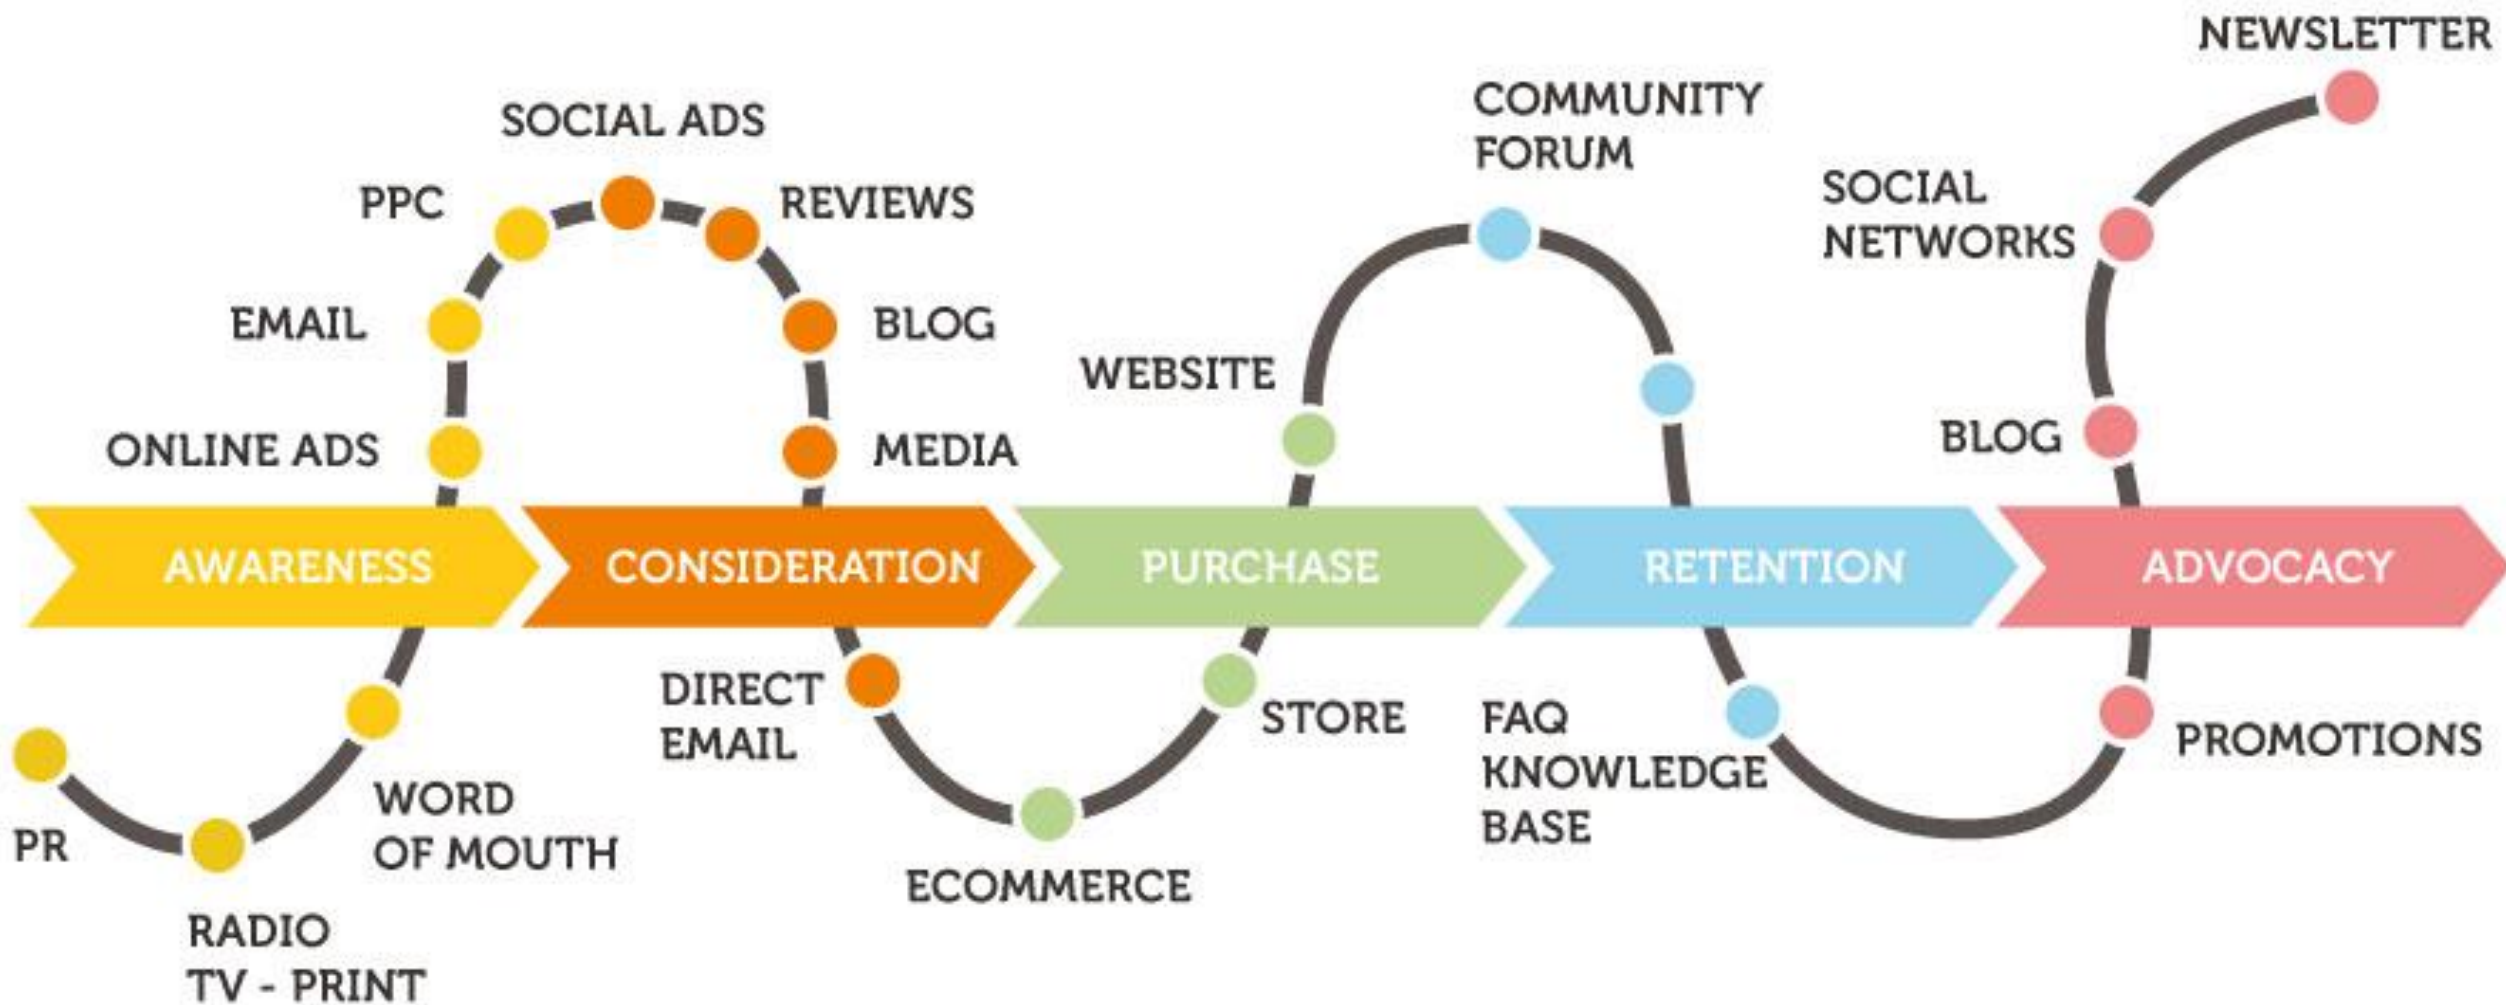 NEWSLETTER
SOCIAL ADS
COMMUNITY
FORUM
PPC
REVIEWS
SOCIAL
NETWORKS
EMAIL
BLOG
WEBSITE
ONLINE ADS
MEDIA
BLOG
AWARENESS
CONSIDERATION
PURCHASE
RETENTION
ADVOCACY
DIRECT
EMAIL
STORE
FAQ
KNOWLEDGE
BASE
PROMOTIONS
WORD
OF MOUTH
PR
ECOMMERCE
RADIO
TV - PRINT